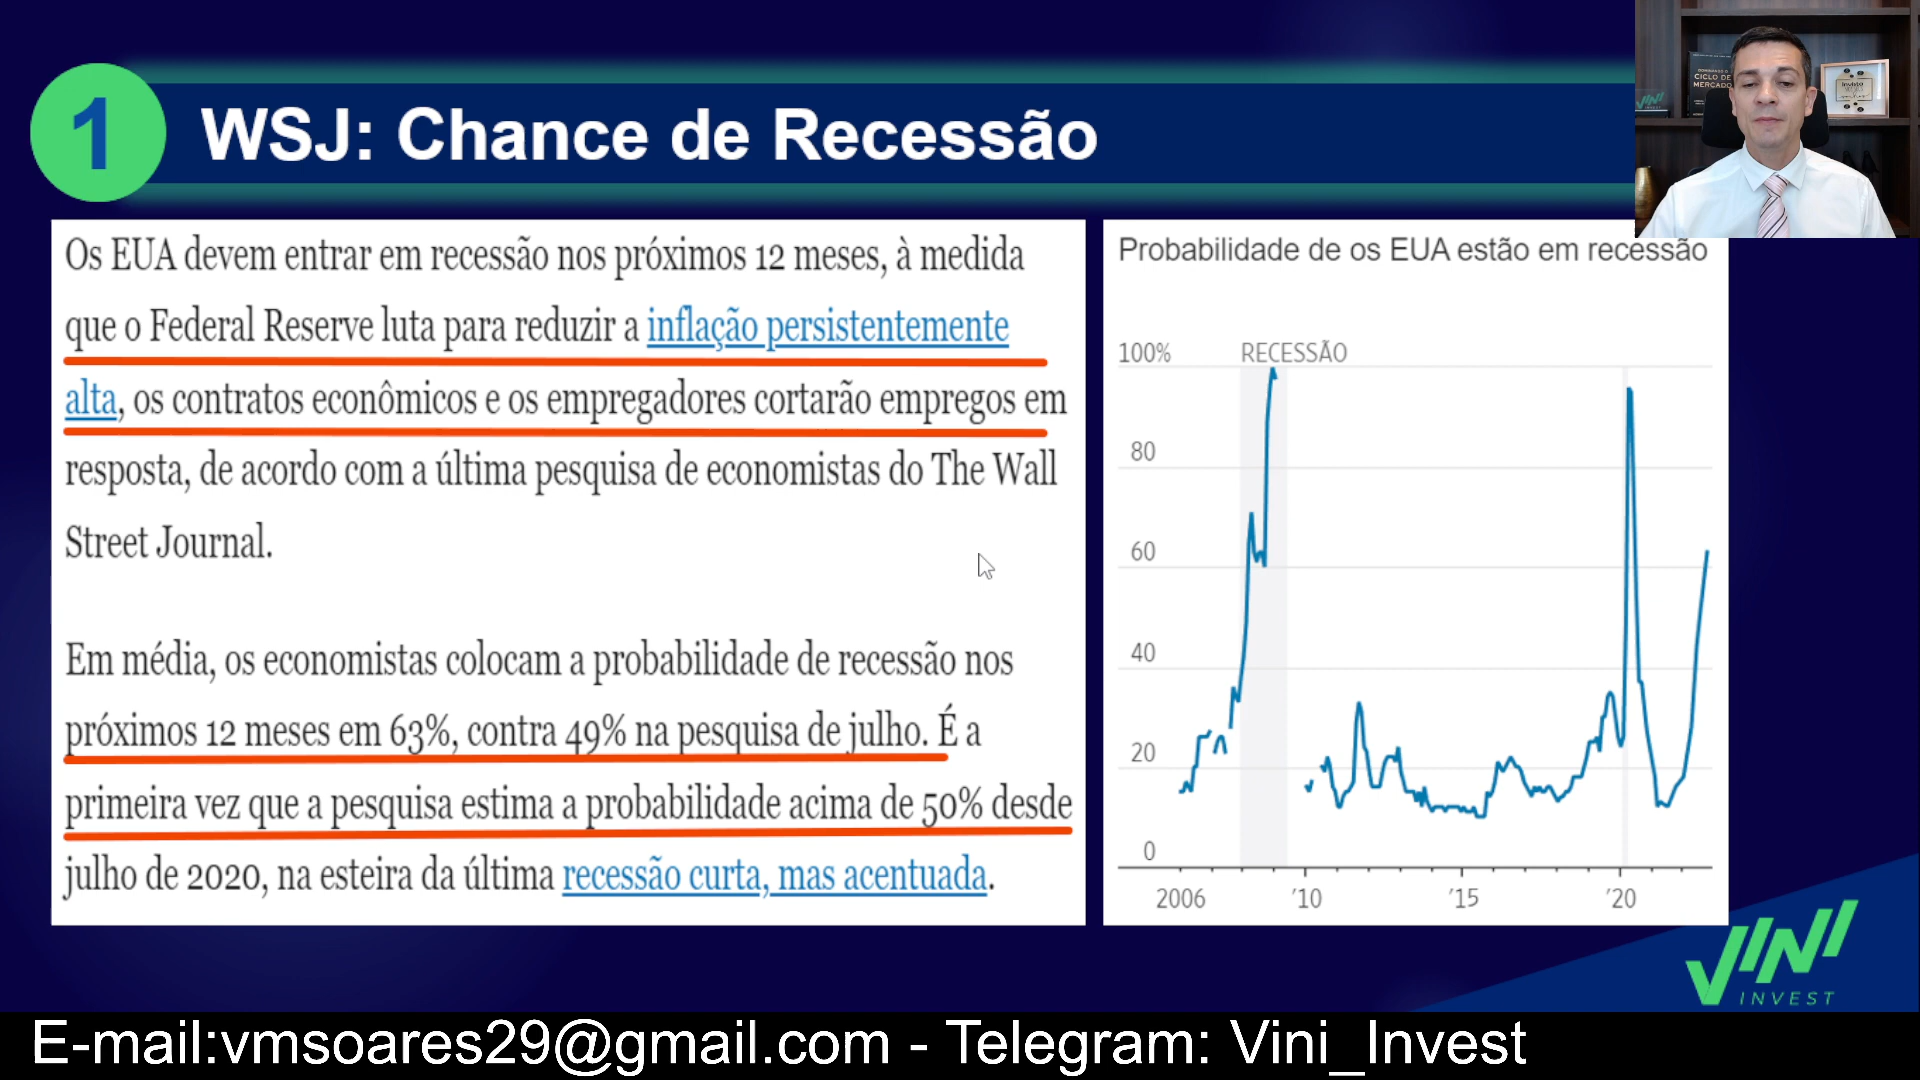 1
WSJ: Chance de Recessão
Os EUA devem entrar em recessão nos próximos 12 meses, à medida
que o Federal Reserve luta para reduzir a inflação persistentemente
alta, os contratos econômicos e os empregadores cortarão empregos em
resposta, de acordo com a última pesquisa de economistas do The Wall
Street Journal.
Em média, os economistas colocam a probabilidade de recessão nos
próximos 12 meses em 63%, contra 49% na pesquisa de julho. É a
primeira vez que a pesquisa estima a probabilidade acima de 50% desde
julho de 2020, na esteira da última recessão curta, mas acentuada.
Probabilidade de os EUA estão em recessão
100%
RECESSÃO
80
60
40
20
0
2006 '10 '15 '20
CICLO DE
MERCADO
VINI
INVEST
E-mail:vmsoares29@gmail.com - Telegram: Vini_Invest